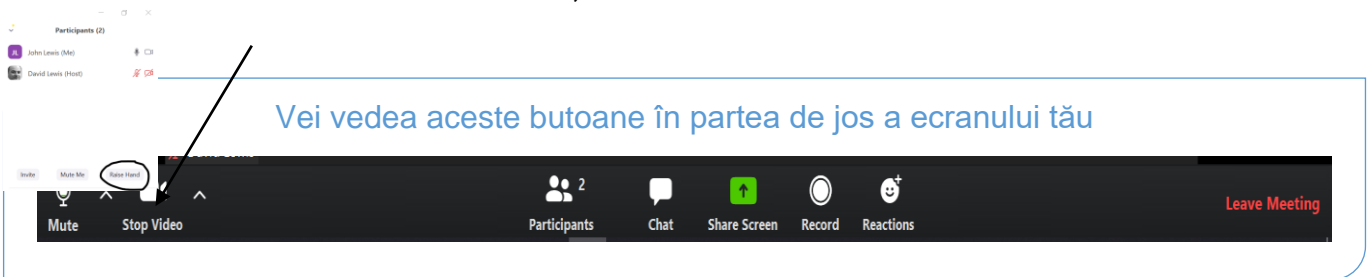 Participants (2)
JL John Lewis (Me)
David Lewis (Host)
Vei vedea aceste butoane în partea de jos a ecranului tău
Invite Mute Me Raise Hand
2
Mute Stop Video Participants Chat Share Screen Record Reactions Leave Meeting